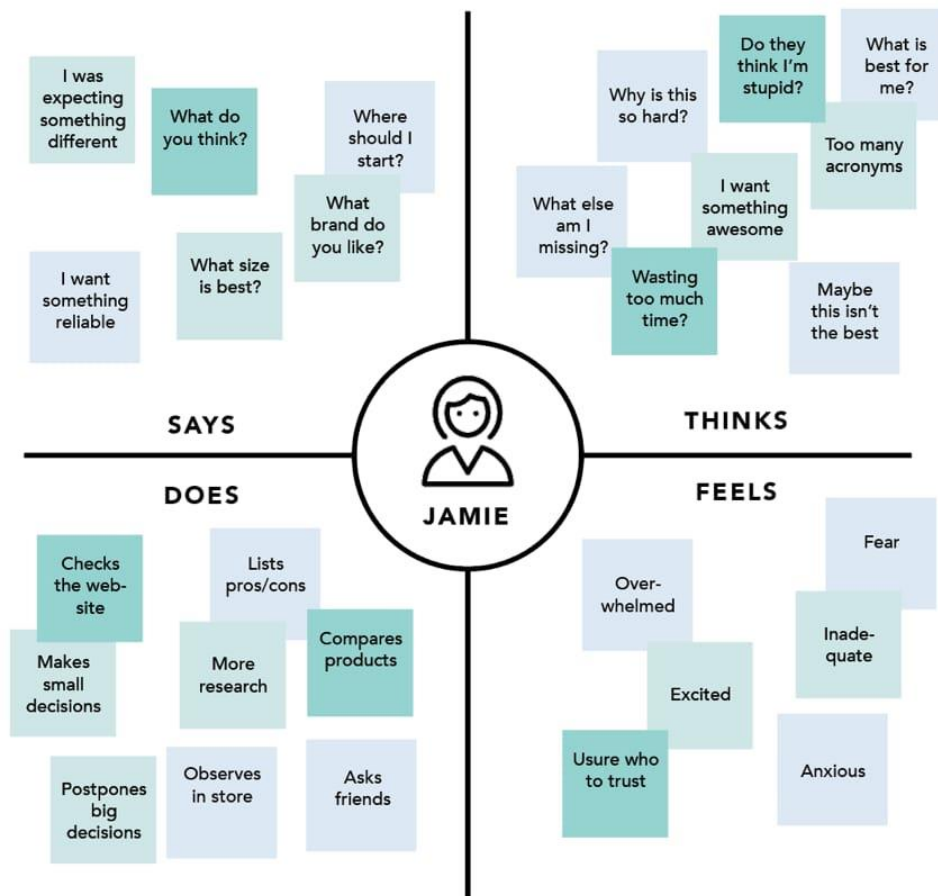 I was
expecting
something
different
What do
you think?
Where
should I
start?
What
brand do
you like?
I want
something
reliable
What size
is best?
SAYS
Do they
think I'm
stupid?
What is
best for
me?
Why is this
so hard?
Too many
acronyms
I want
something
awesome
What else
am I
missing?
Wasting
too much
time?
Maybe
this isn't
the best
THINKS
JAMIE
DOES
Checks
the web-
site
Lists
pros/cons
Compares
products
Makes
small
decisions
More
research
Postpones
big
decisions
Observes
in store
Asks
friends
FEELS
Fear
Over-
whelmed
Inade-
quate
Excited
Usure who
to trust
Anxious